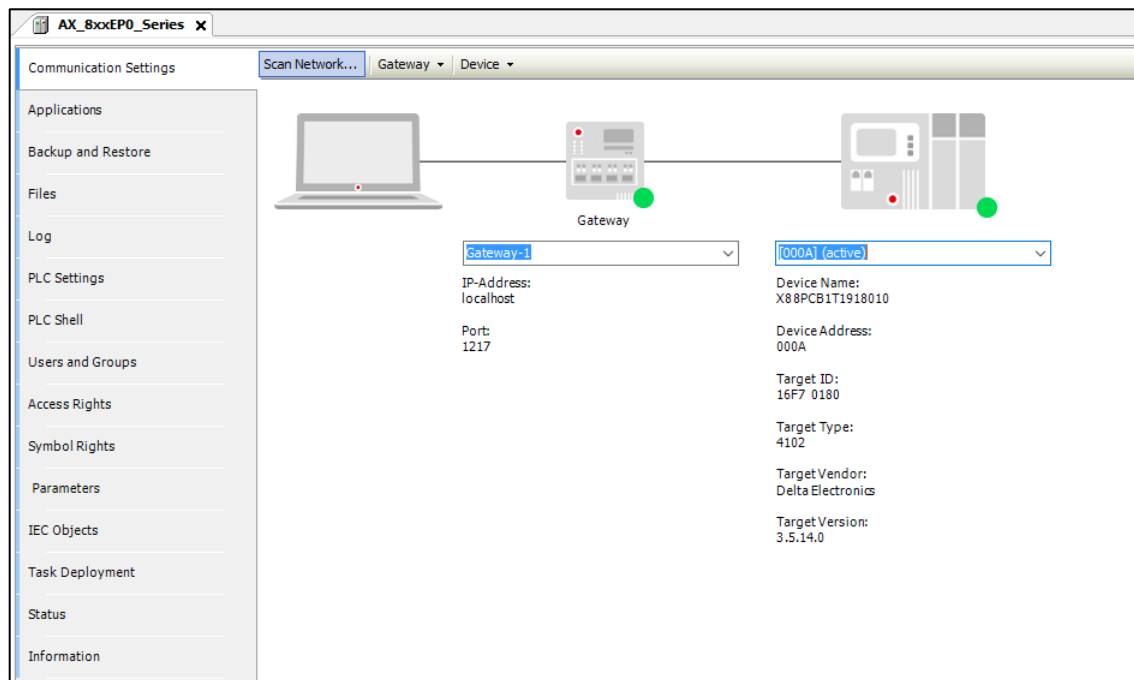 AX_8xxEP0_Series X
Communication Settings
Applications
Backup and Restore
Files
Log
PLC Settings
PLC Shell
Users and Groups
Access Rights
Symbol Rights
Parameters
IEC Objects
Task Deployment
Status
Information
Scan Network... Gateway Device
Gateway
Gateway-1
IP-Address:
localhost
Port:
1217
[000A] (active)
Device Name:
X88PCB1T1918010
Device Address:
000A
Target ID:
16F7 0180
Target Type:
4102
Target Vendor:
Delta Electronics
Target Version:
3.5.14.0